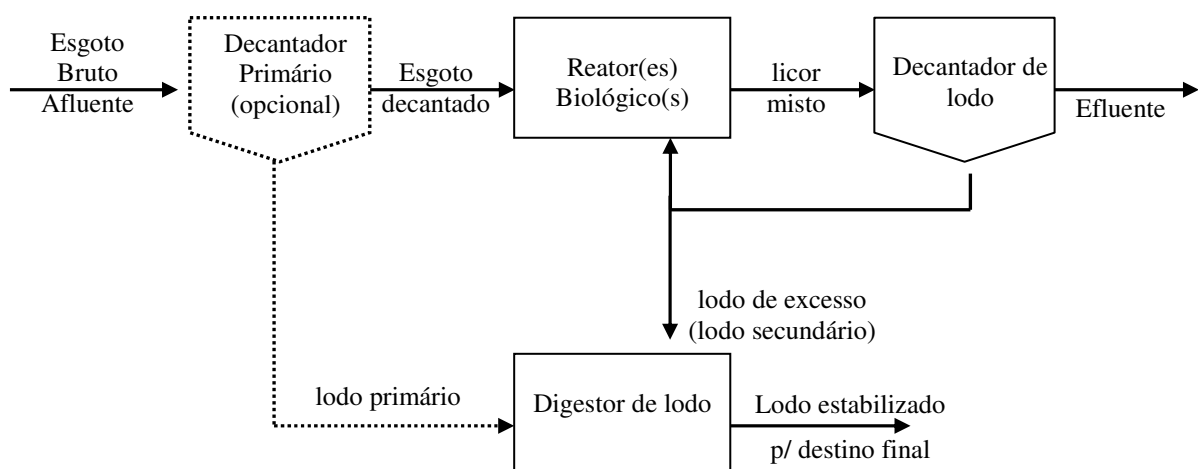 Esgoto
Bruto
Afluente
Decantador
Primário
(opcional)
Esgoto
decantado
Reator(es)
Biológico(s)
licor
misto
Decantador de
lodo
Efluente
lodo de excesso
(lodo secundário)
lodo primário
Digestor de lodo
Lodo estabilizado
p/ destino final